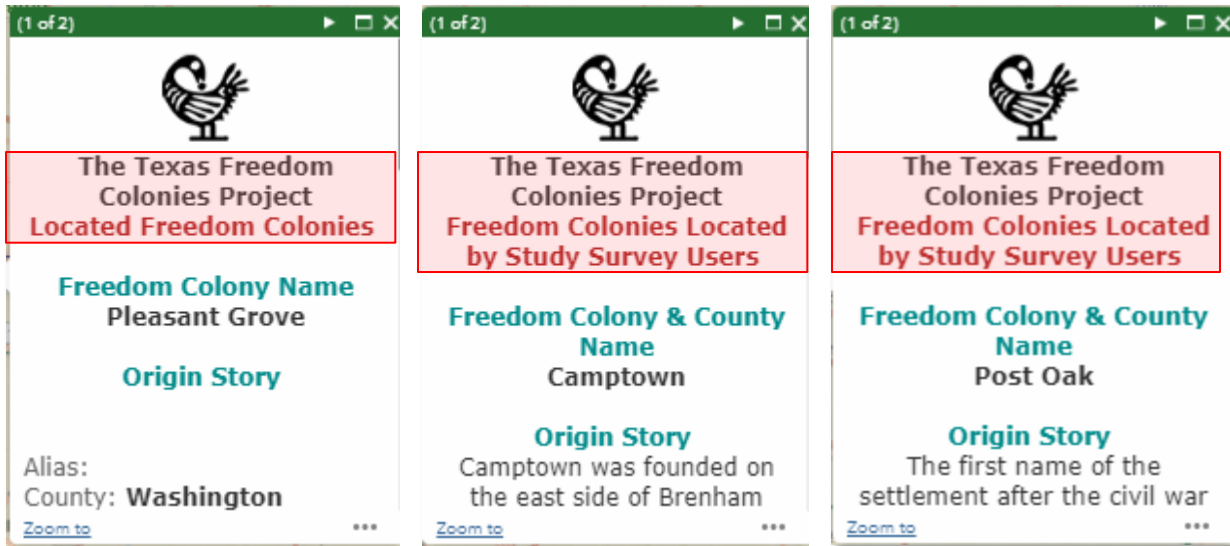 (1 of 2)
The Texas Freedom
Colonies Project
Located Freedom Colonies
Freedom Colony Name
Pleasant Grove
Origin Story
Alias:
County: Washington
Zoom to
(1 of 2)
The Texas Freedom
Colonies Project
Freedom Colonies Located
by Study Survey Users
Freedom Colony & County
Name
Camptown
Origin Story
Camptown was founded on
the east side of Brenham
Zoom to
(1 of 2)
The Texas Freedom
Colonies Project
Freedom Colonies Located
by Study Survey Users
Freedom Colony & County
Name
Post Oak
Origin Story
The first name of the
settlement after the civil war
Zoom to